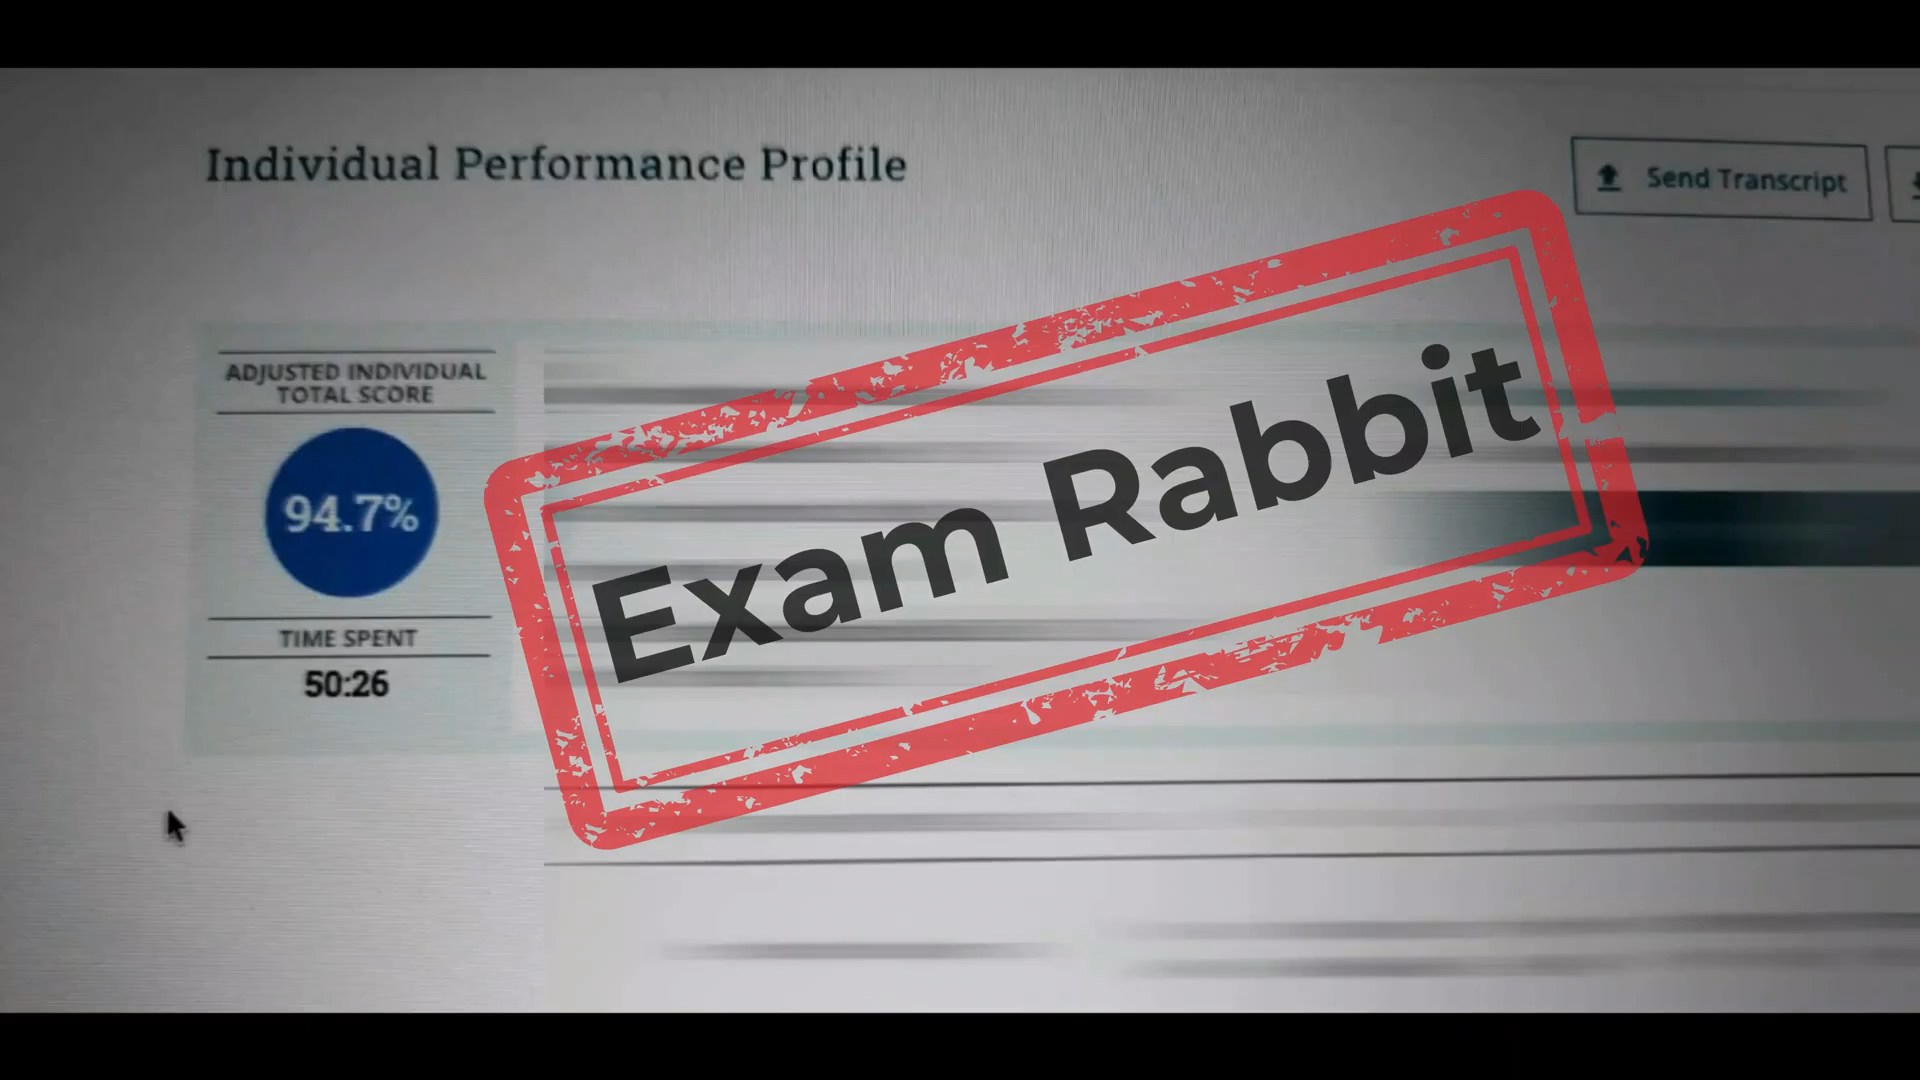 Individual Performance Profile
Send Transcript
ADJUSTED INDIVIDUAL
TOTAL SCORE
94.7%
TIME SPENT
50:26
Exam Rabbit